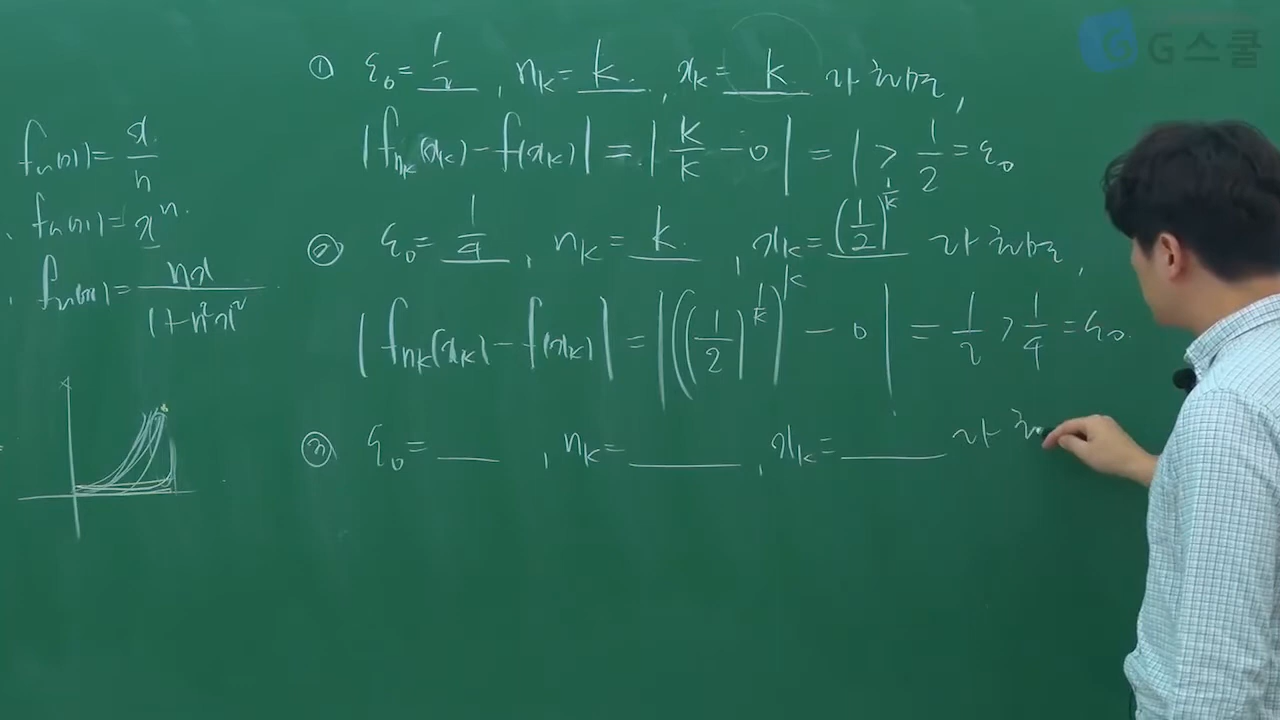 G스쿨
① ε₀ = 1/2 , n_k = k , x_k = k 라 하면,
|f_{n_k}(x_k) - f(x_k)| = |k/k - 0| = 1 > 1/2 = ε₀
② ε₀ = 1/4 , n_k = k , x_k = (1/2)^{1/k} 라 하면,
|f_{n_k}(x_k) - f(x_k)| = |((1/2)^{1/k})^k - 0| = 1/2 > 1/4 = ε₀
③ ε₀ = ___ , n_k = ___ , x_k = ___ 라 하
f_n(x) = x/n
f_n(x) = x^n
f_n(x) = nx/(1+n²x²)